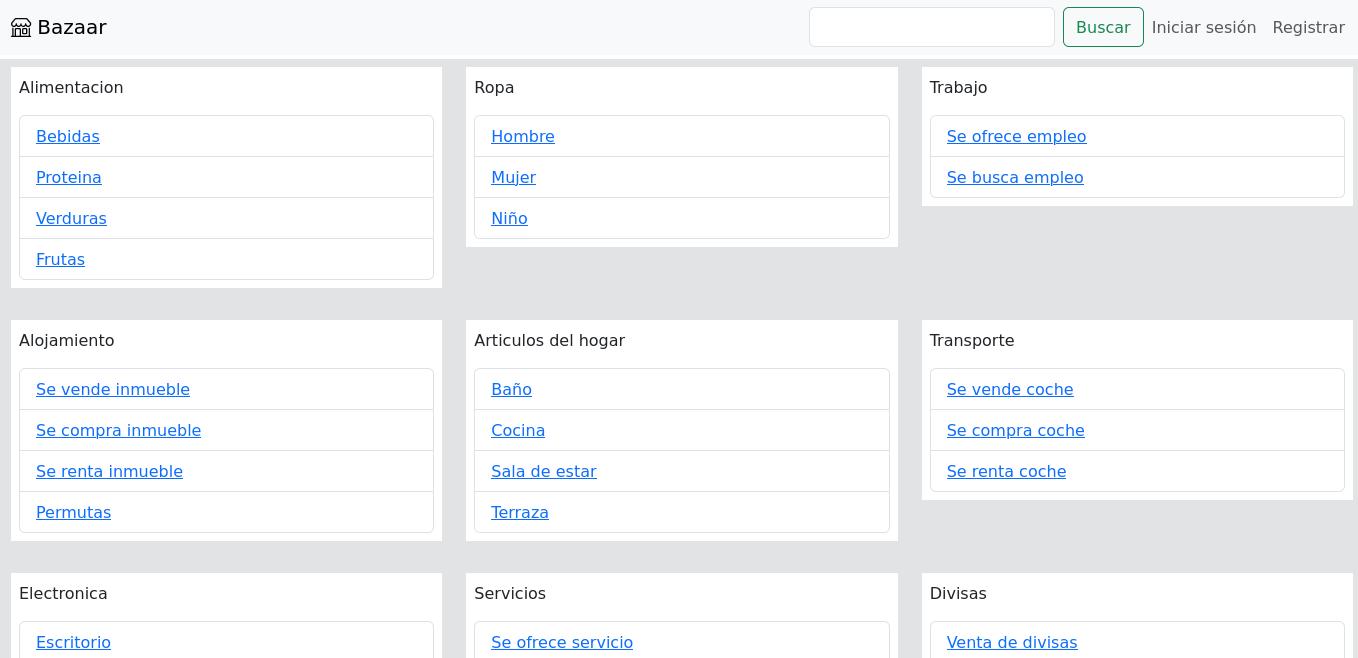 Bazaar
Buscar
Iniciar sesión
Registrar
Alimentacion
Bebidas
Proteina
Verduras
Frutas
Ropa
Hombre
Mujer
Niño
Trabajo
Se ofrece empleo
Se busca empleo
Alojamiento
Se vende inmueble
Se compra inmueble
Se renta inmueble
Permutas
Articulos del hogar
Baño
Cocina
Sala de estar
Terraza
Transporte
Se vende coche
Se compra coche
Se renta coche
Electronica
Escritorio
Servicios
Se ofrece servicio
Divisas
Venta de divisas